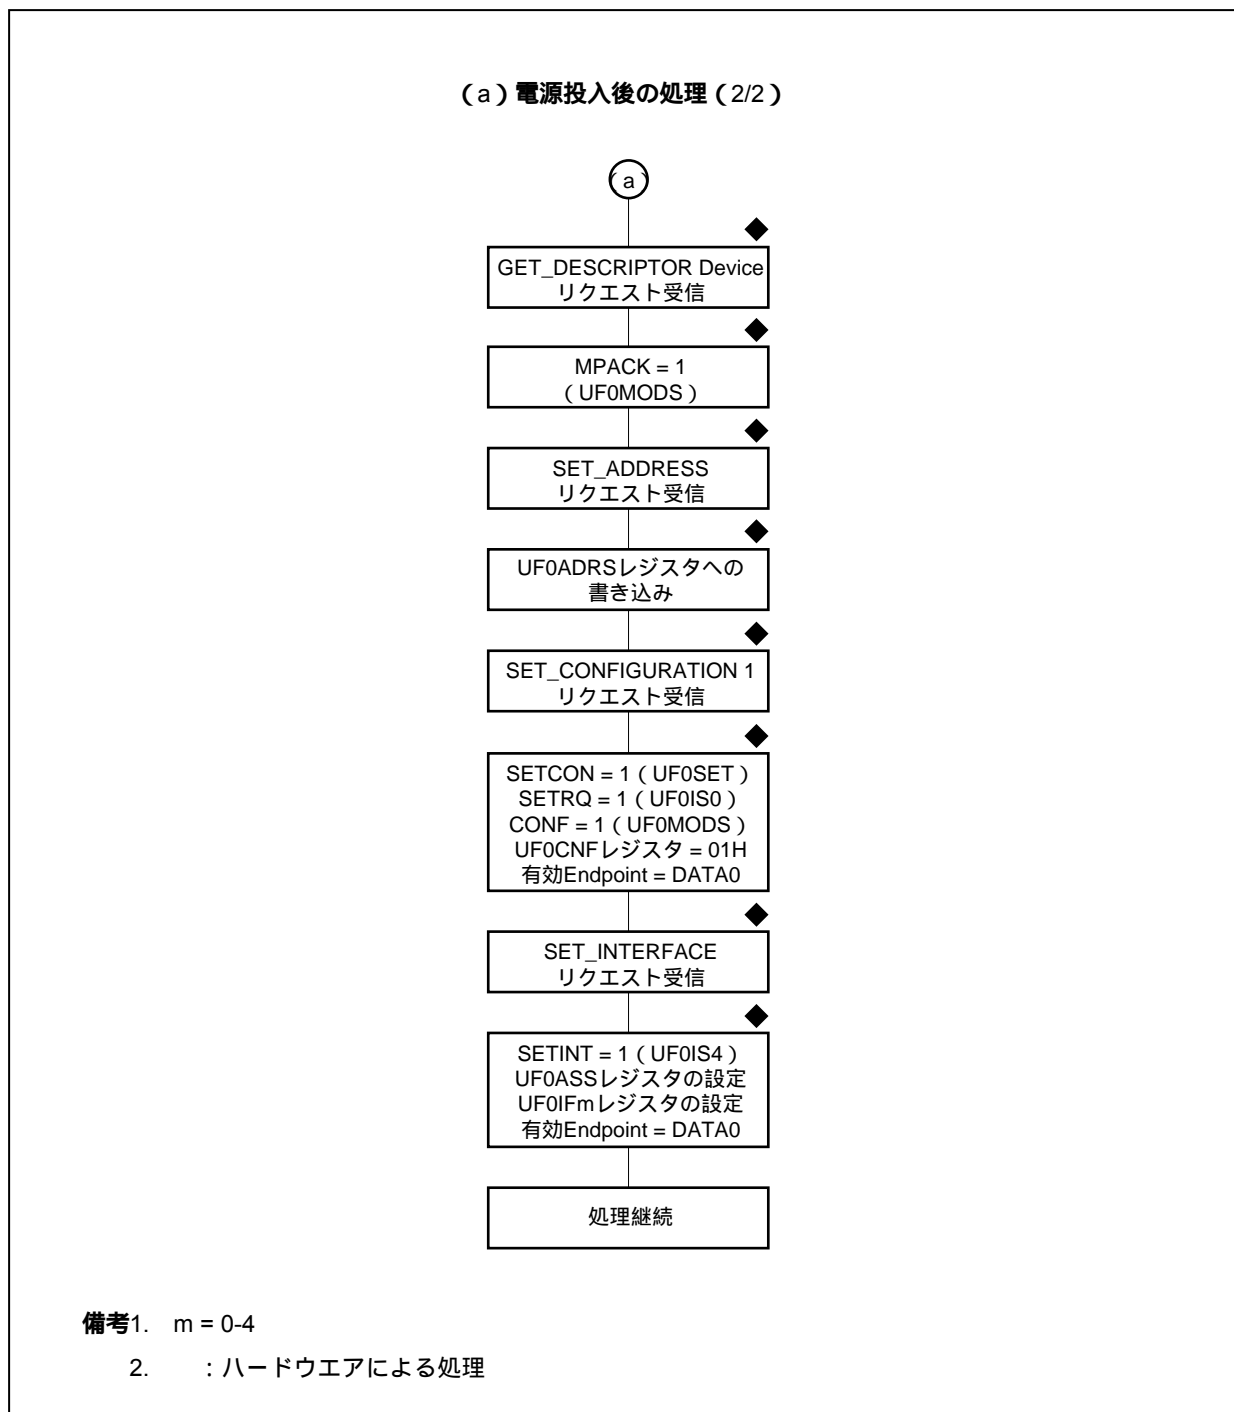 （a）電源投入後の処理（2/2）
a
GET_DESCRIPTOR Device
リクエスト受信
MPACK = 1
（UF0MODS）
SET_ADDRESS
リクエスト受信
UF0ADRSレジスタへの
書き込み
SET_CONFIGURATION 1
リクエスト受信
SETCON = 1（UF0SET）
SETRQ = 1（UF0IS0）
CONF = 1（UF0MODS）
UF0CNFレジスタ = 01H
有効Endpoint = DATA0
SET_INTERFACE
リクエスト受信
SETINT = 1（UF0IS4）
UF0ASSレジスタの設定
UF0IFmレジスタの設定
有効Endpoint = DATA0
処理継続
備考1. m = 0-4
2. ：ハードウエアによる処理